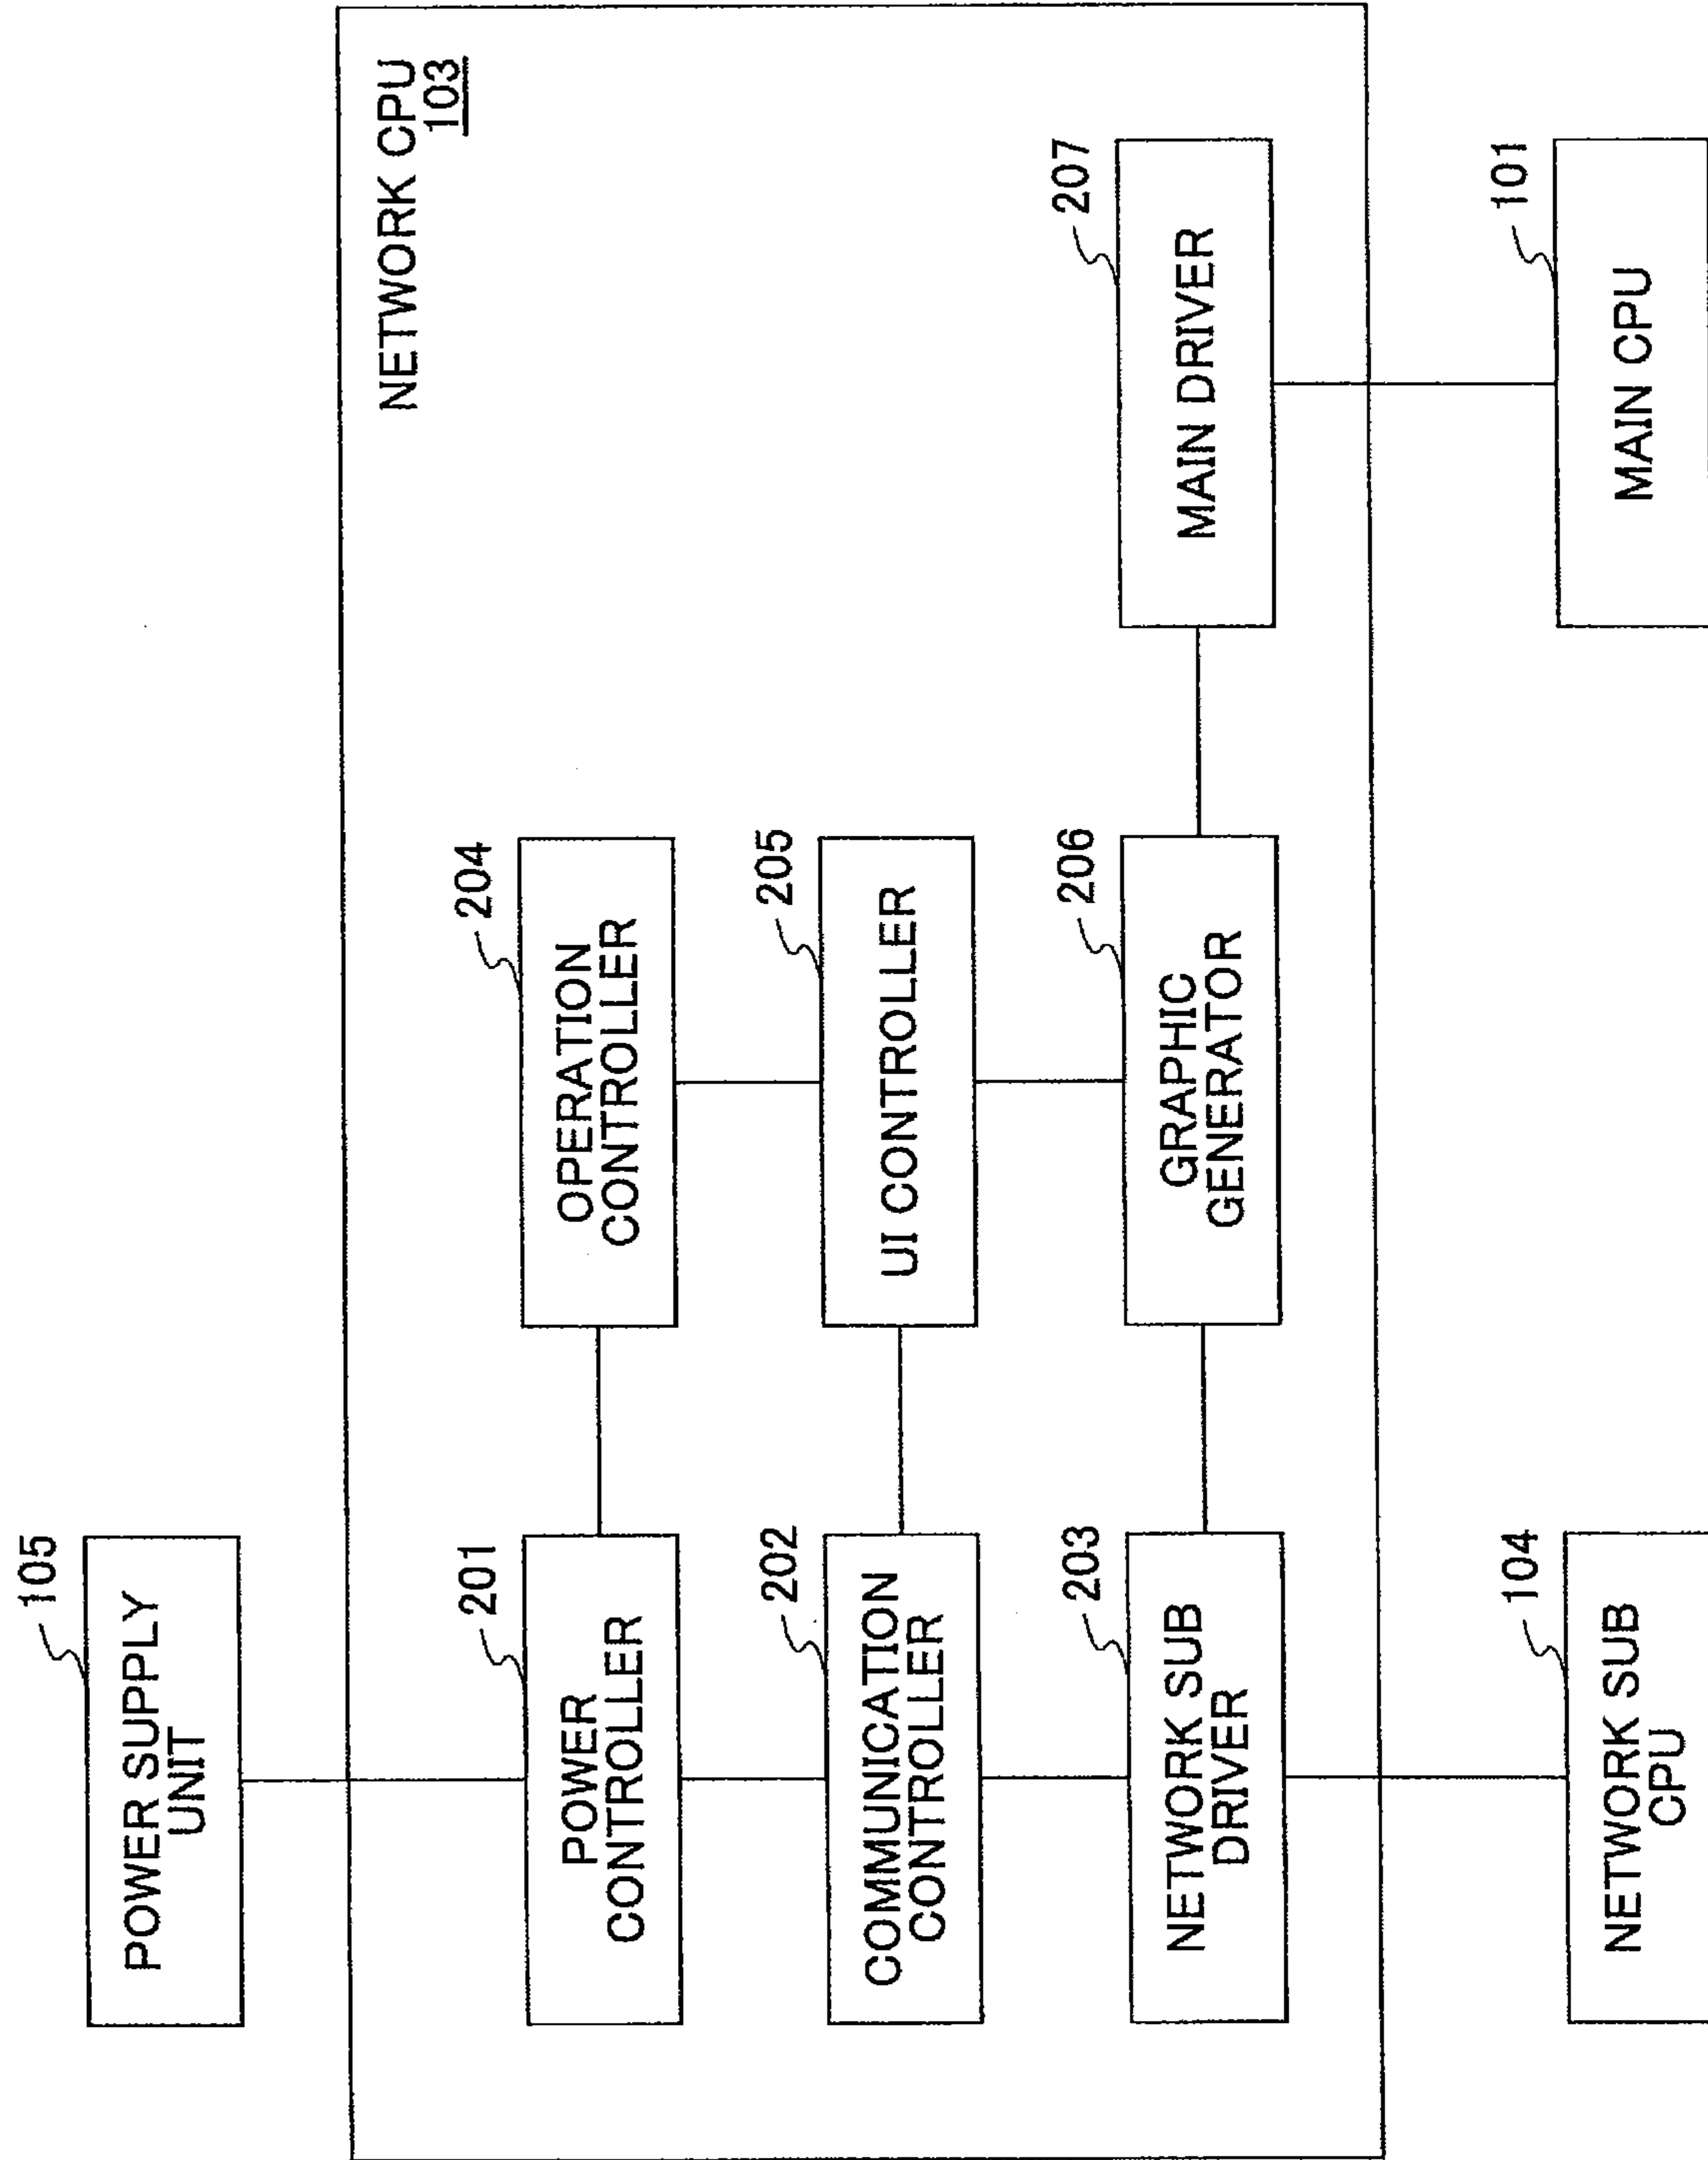 NETWORK CPU
103
105
POWER SUPPLY
UNIT
201
POWER
CONTROLLER
204
OPERATION
CONTROLLER
202
COMMUNICATION
CONTROLLER
205
UI CONTROLLER
203
NETWORK SUB
DRIVER
206
GRAPHIC
GENERATOR
207
MAIN DRIVER
104
NETWORK SUB
CPU
101
MAIN CPU